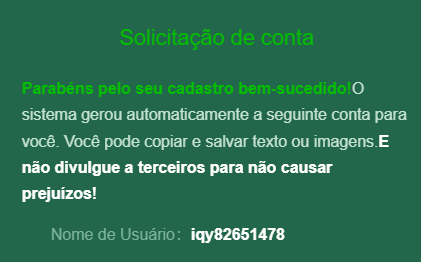 Solicitação de conta
Parabéns pelo seu cadastro bem-sucedido!O
sistema gerou automaticamente a seguinte conta para
você. Você pode copiar e salvar texto ou imagens.E
não divulgue a terceiros para não causar
prejuízos!
Nome de Usuário： iqy82651478